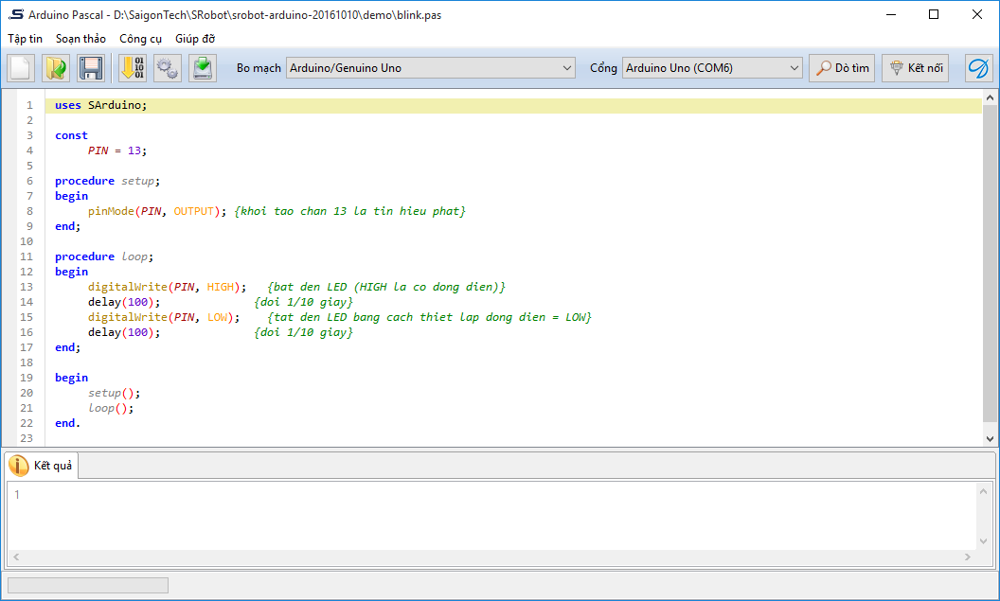 Arduino Pascal - D:\SaigonTech\SRobot\srobot-arduino-20161010\demo\blink.pas
Tập tin Soạn thảo Công cụ Giúp đỡ
Bo mạch Arduino/Genuino Uno Cổng Arduino Uno (COM6) Dò tìm Kết nối
1 uses SArduino;
2
3 const
4 PIN = 13;
5
6 procedure setup;
7 begin
8 pinMode(PIN, OUTPUT); {khoi tao chan 13 la tin hieu phat}
9 end;
10
11 procedure loop;
12 begin
13 digitalWrite(PIN, HIGH); {bat den LED (HIGH la co dong dien)}
14 delay(100); {doi 1/10 giay}
15 digitalWrite(PIN, LOW); {tat den LED bang cach thiet lap dong dien = LOW}
16 delay(100); {doi 1/10 giay}
17 end;
18
19 begin
20 setup();
21 loop();
22 end.
23
Kết quả
1